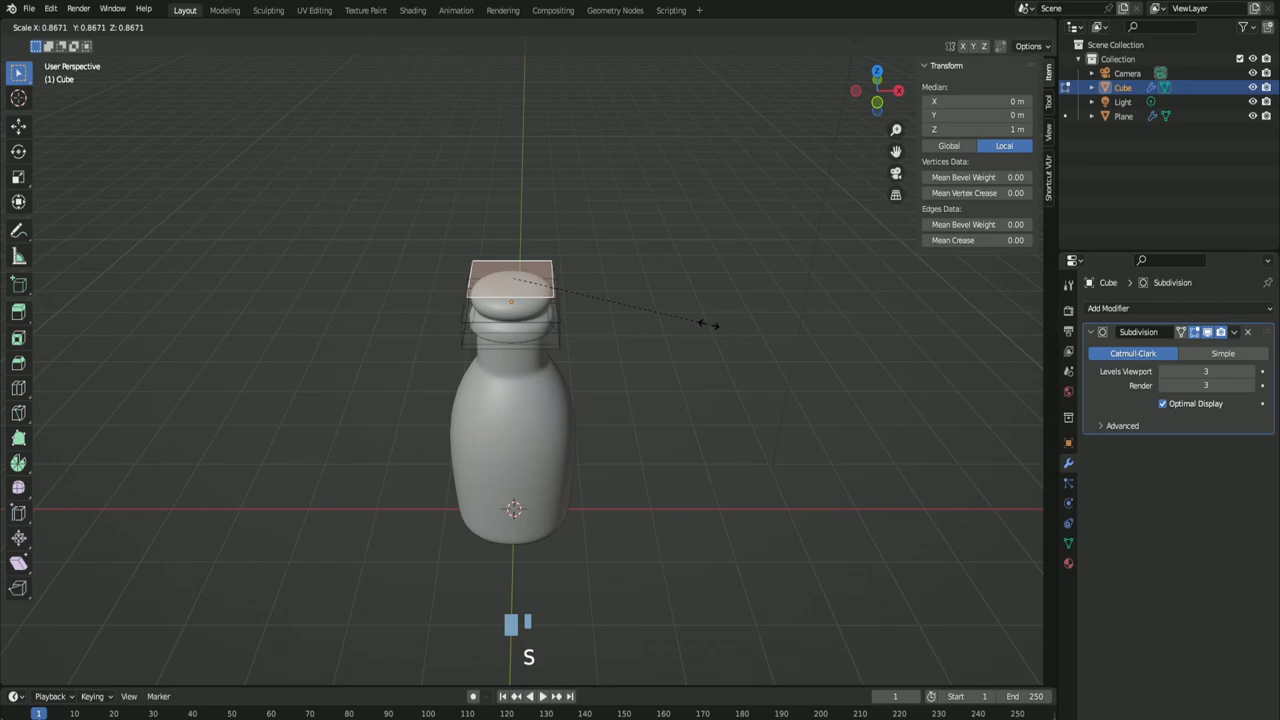 File Edit Render Window Help Layout Modeling Sculpting UV Editing Texture Paint Shading Animation Rendering Compositing Geometry Nodes Scripting + Scene ViewLayer
Scale X: 0.8671 Y: 0.8671 Z: 0.8671
X Y Z Options
User Perspective
(1) Cube
Z
X
Transform
Median:
X 0 m
Y 0 m
Z 1 m
Global Local
Vertices Data:
Mean Bevel Weight 0.00
Mean Vertex Crease 0.00
Edges Data:
Mean Bevel Weight 0.00
Mean Crease 0.00
Item
Tool
View
Shortcut VUr
Scene Collection
Collection
Camera
Cube
Light
Plane
Cube > Subdivision
Add Modifier
Subdivision
Catmull-Clark Simple
Levels Viewport 3
Render 3
Optimal Display
Advanced
S
Playback Keying View Marker 1 Start 1 End 250
1 10 20 30 40 50 60 70 80 90 100 110 120 130 140 150 160 170 180 190 200 210 220 230 240 250